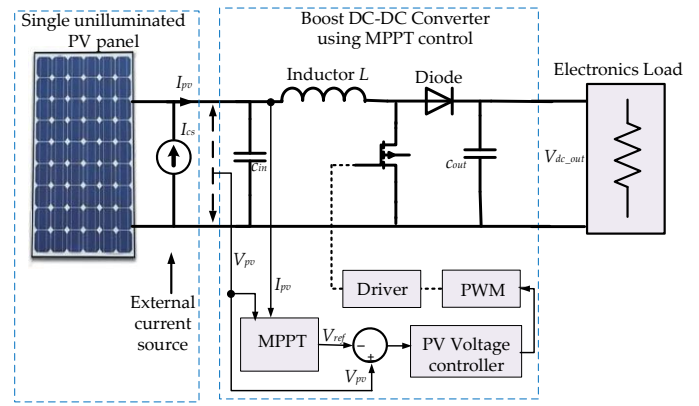 Single unilluminated
PV panel
Boost DC-DC Converter
using MPPT control
Electronics Load
Ipv
Inductor L
Diode
Ics
Cin
Cout
Vdc_out
Vpv
Ipv
External
current
source
Driver
PWM
MPPT
Vref
−
+
Vpv
PV Voltage
controller